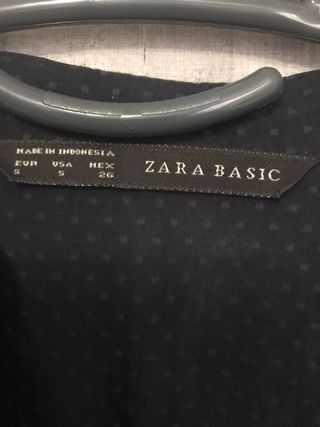 MADE IN INDONESIA
EUR USA MEX
S S 26
ZARA BASIC